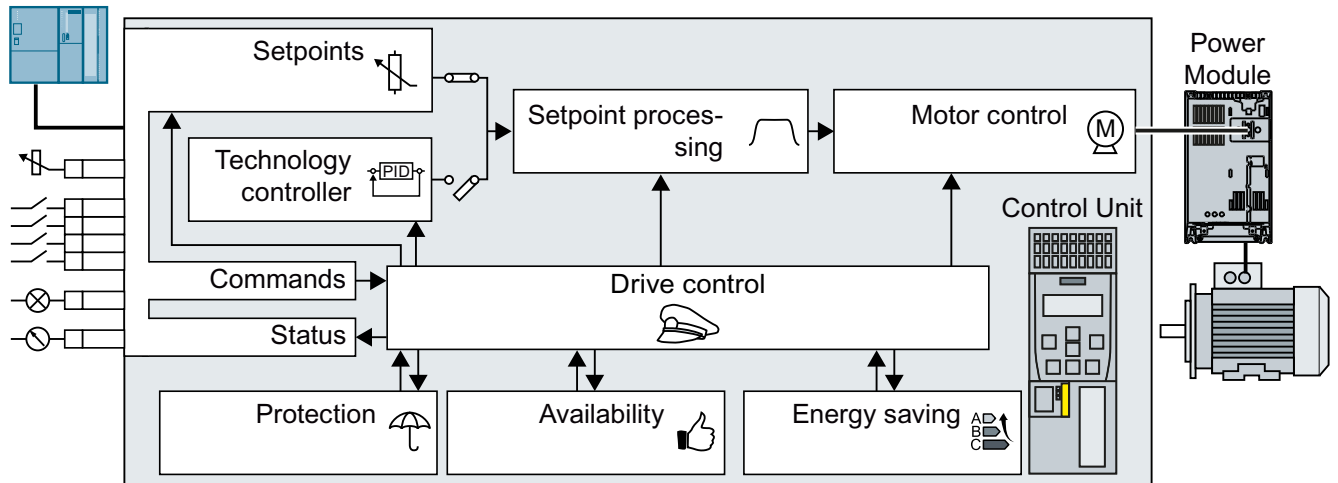 Setpoints
Power
Module
Setpoint proces-
sing
Motor control
M
Technology
controller
PID
Control Unit
Commands
Drive control
Status
Protection
Availability
Energy saving
A
B
C